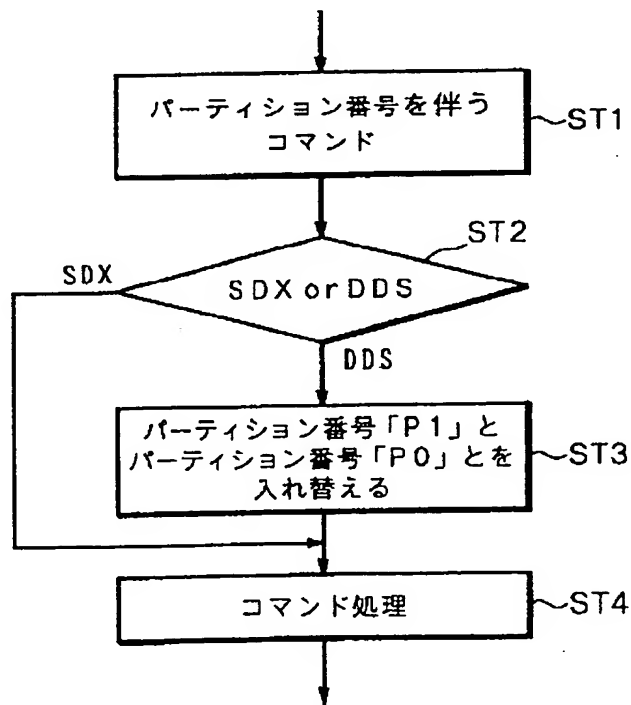 パーティション番号を伴う
コマンド
ST1
ST2
SDX
SDX or DDS
DDS
パーティション番号「P1」と
パーティション番号「P0」とを
入れ替える
ST3
コマンド処理
ST4